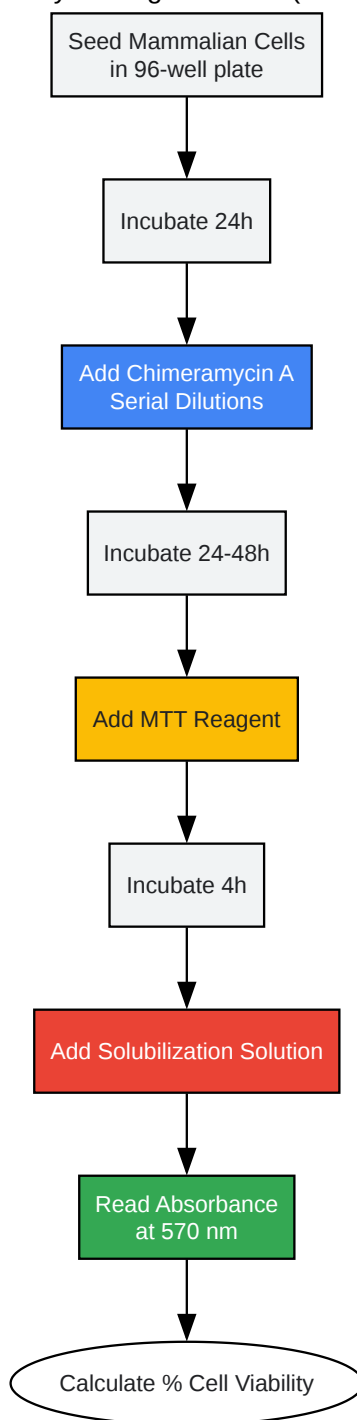 Seed Mammalian Cells
in 96-well plate
Incubate 24h
Add Chimeramycin A
Serial Dilutions
Incubate 24-48h
Add MTT Reagent
Incubate 4h
Add Solubilization Solution
Read Absorbance
at 570 nm
Calculate % Cell Viability